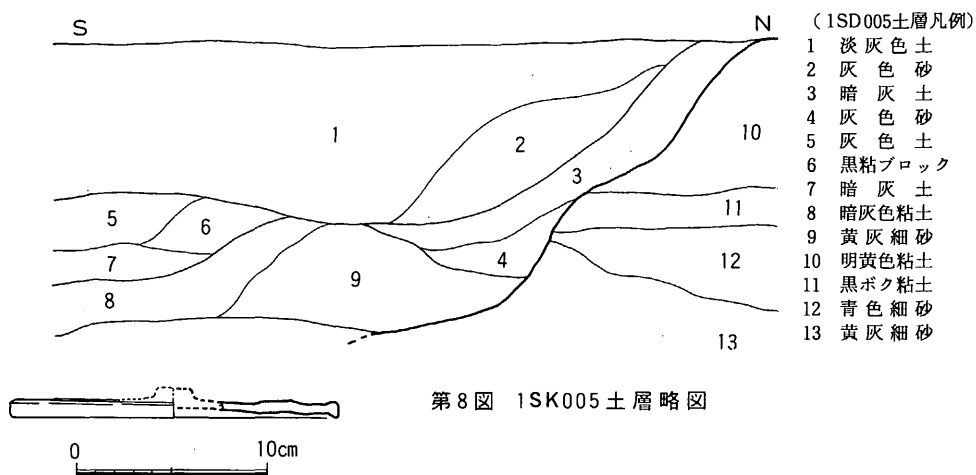 S
N
1
2
3
4
5
6
7
8
9
10
11
12
13
(1SD005土層凡例)
1 淡灰色土
2 灰色砂
3 暗灰土
4 灰色砂
5 灰色土
6 黒粘ブロック
7 暗灰土
8 暗灰色粘土
9 黄灰細砂
10 明黄色粘土
11 黒ボク粘土
12 青色細砂
13 黄灰細砂
第8図 1SK005土層略図
0 10cm